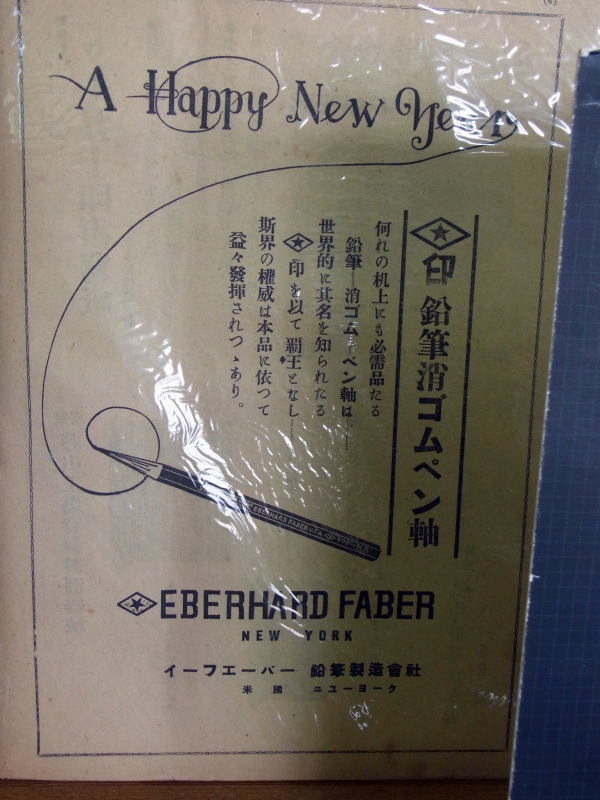 (6)
A Happy New Year
印鉛筆消ゴムペン軸
何れの机上にも必需品たる
鉛筆―消ゴム―ペン軸は……
世界的に其名を知られたる
印を以て覇王となし……
斯界の權威は本品に依つて
益々發揮されつゝあり。
EBERHARD FABER U.S.A.
EBERHARD FABER
NEW YORK
イーフエーバー 鉛筆製造會社
米國 ニユーヨーク